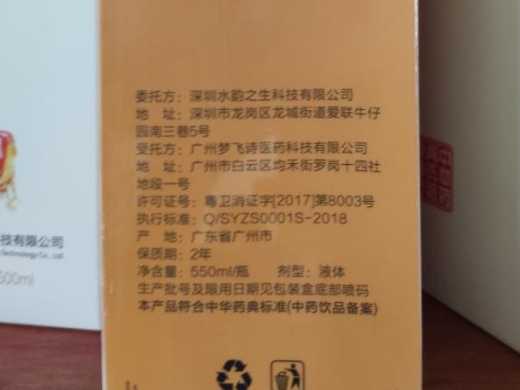 委托方：深圳水韵之生科技有限公司
地　址：深圳市龙岗区龙城街道爱联牛仔
园南三巷5号
受托方：广州梦飞诗医药科技有限公司
地　址：广州市白云区均禾街罗岗十四社
地段一号
许可证号：粤卫消证字[2017]第8003号
执行标准：Q/SYZS0001S-2018
产　地：广东省广州市
保质期：2年
净含量：550ml/瓶　剂型：液体
生产批号及限用日期见包装盒底部喷码
本产品符合中华药典标准(中药饮品备案)
技有限公司
Technology Co., Ltd
500ml